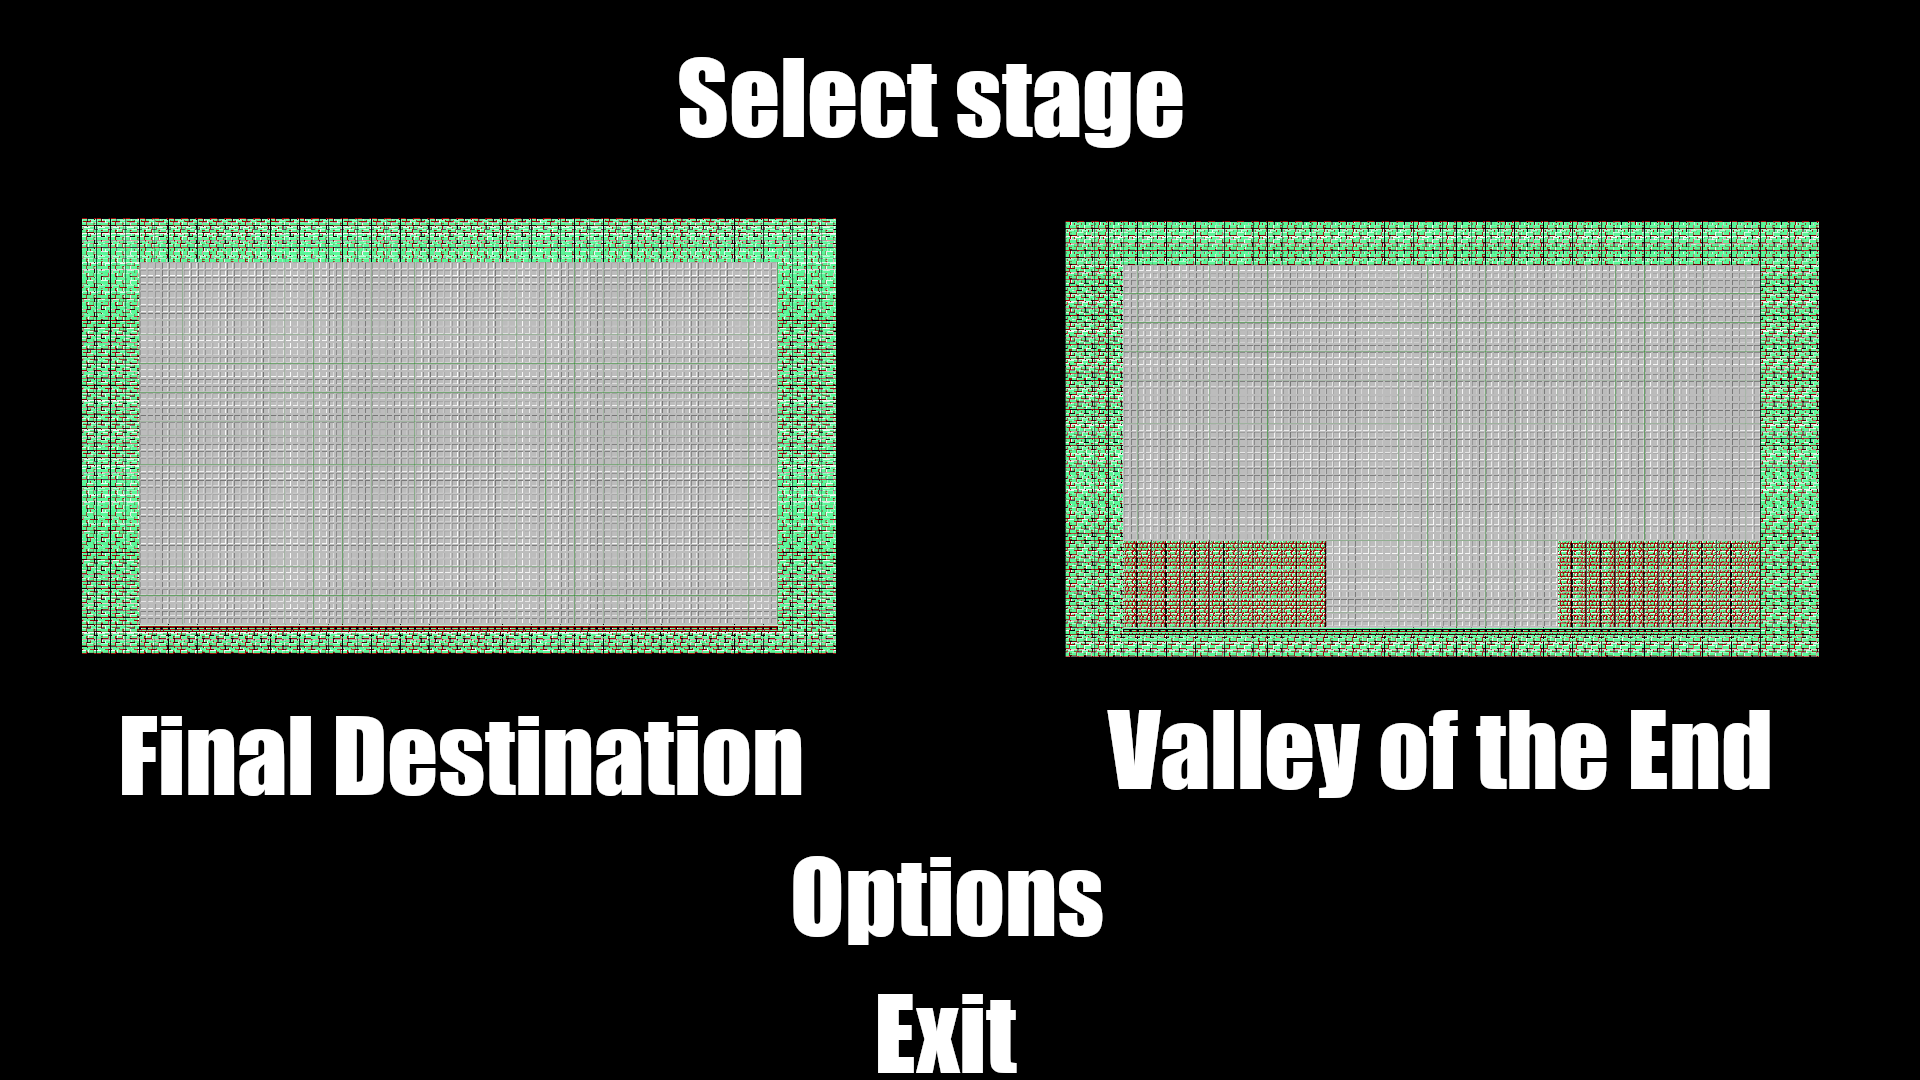 Select stage
Final Destination
Valley of the End
Options
Exit